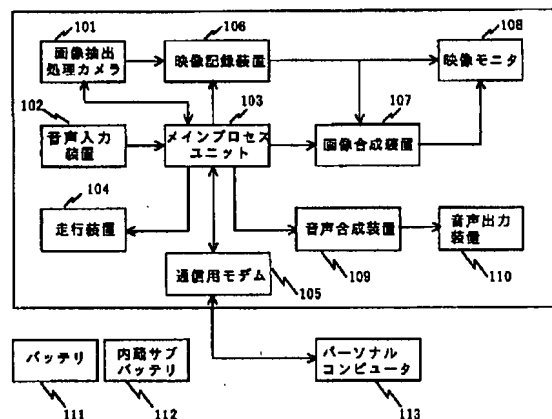 101
画像抽出
処理カメラ
106
映像記録装置
108
映像モニタ
102
音声入力
装置
103
メインプロセス
ユニット
107
画像合成装置
104
走行装置
音声合成装置
109
音声出力
装置
110
通信用モデム
105
バッテリ
111
内蔵サブ
バッテリ
112
パーソナル
コンピュータ
113